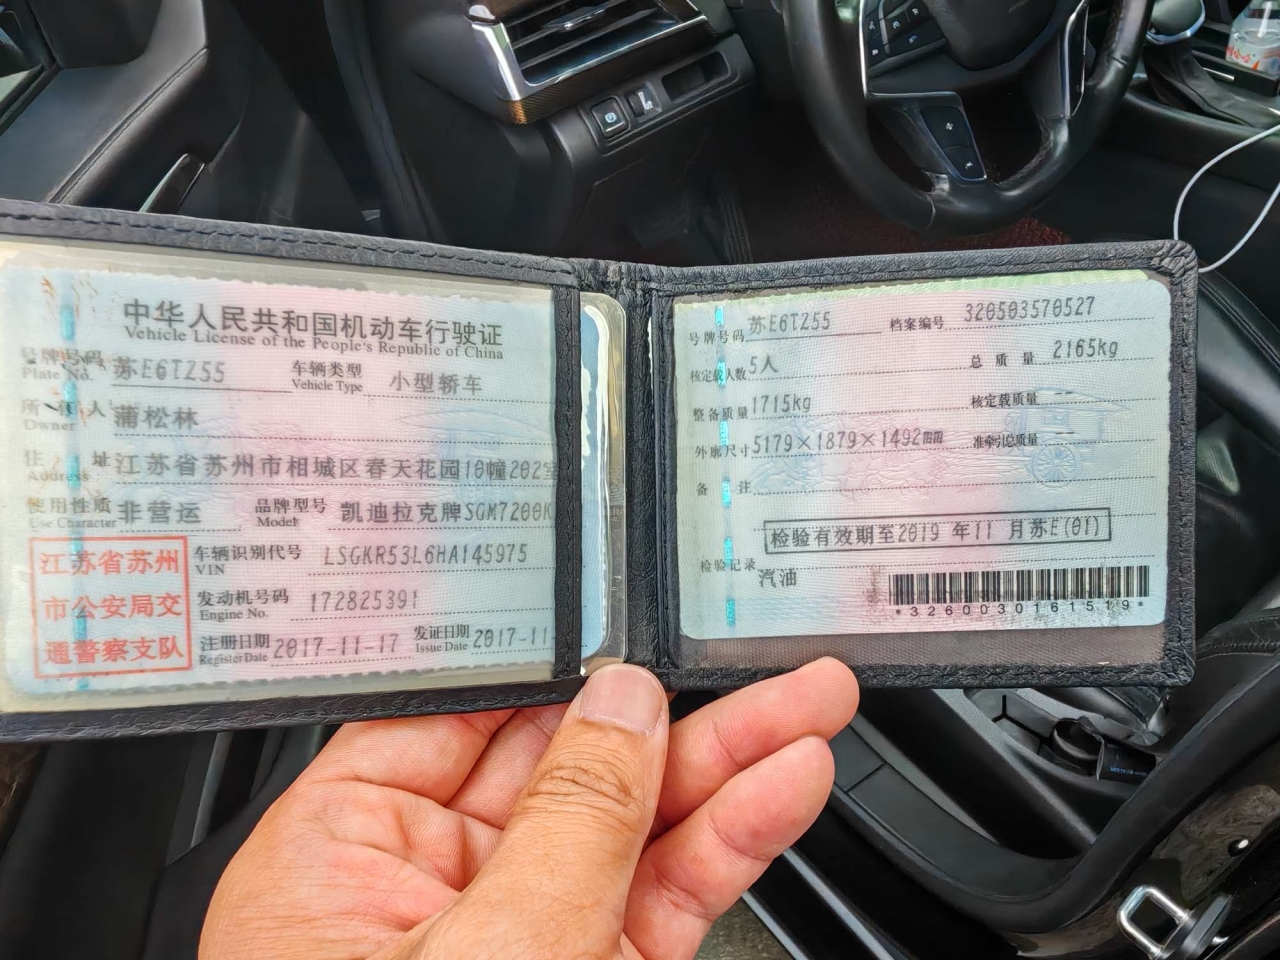 中华人民共和国机动车行驶证
Vehicle License of the People's Republic of China
号牌号码 苏E6TZ55 车辆类型 小型轿车
Plate No. Vehicle Type
所有人 蒲松林
Owner
住址 江苏省苏州市相城区春天花园10幢202室
Address
使用性质 非营运 品牌型号 凯迪拉克牌SGM7200K
Use Character Model
江苏省苏州
市公安局交
通警察支队
车辆识别代号 LSGKR53L6HA145975
VIN
发动机号码 172825391
Engine No.
注册日期 2017-11-17 发证日期 2017-11-
Register Date Issue Date
号牌号码 苏E6TZ55 档案编号 320503570527
核定载人数 5人 总质量 2165kg
整备质量 1715kg 核定载质量
外廓尺寸 5179×1879×1492mm 准牵引总质量
备注
检验有效期至2019年11月苏E(01)
检验记录
汽油
*3260030161519*